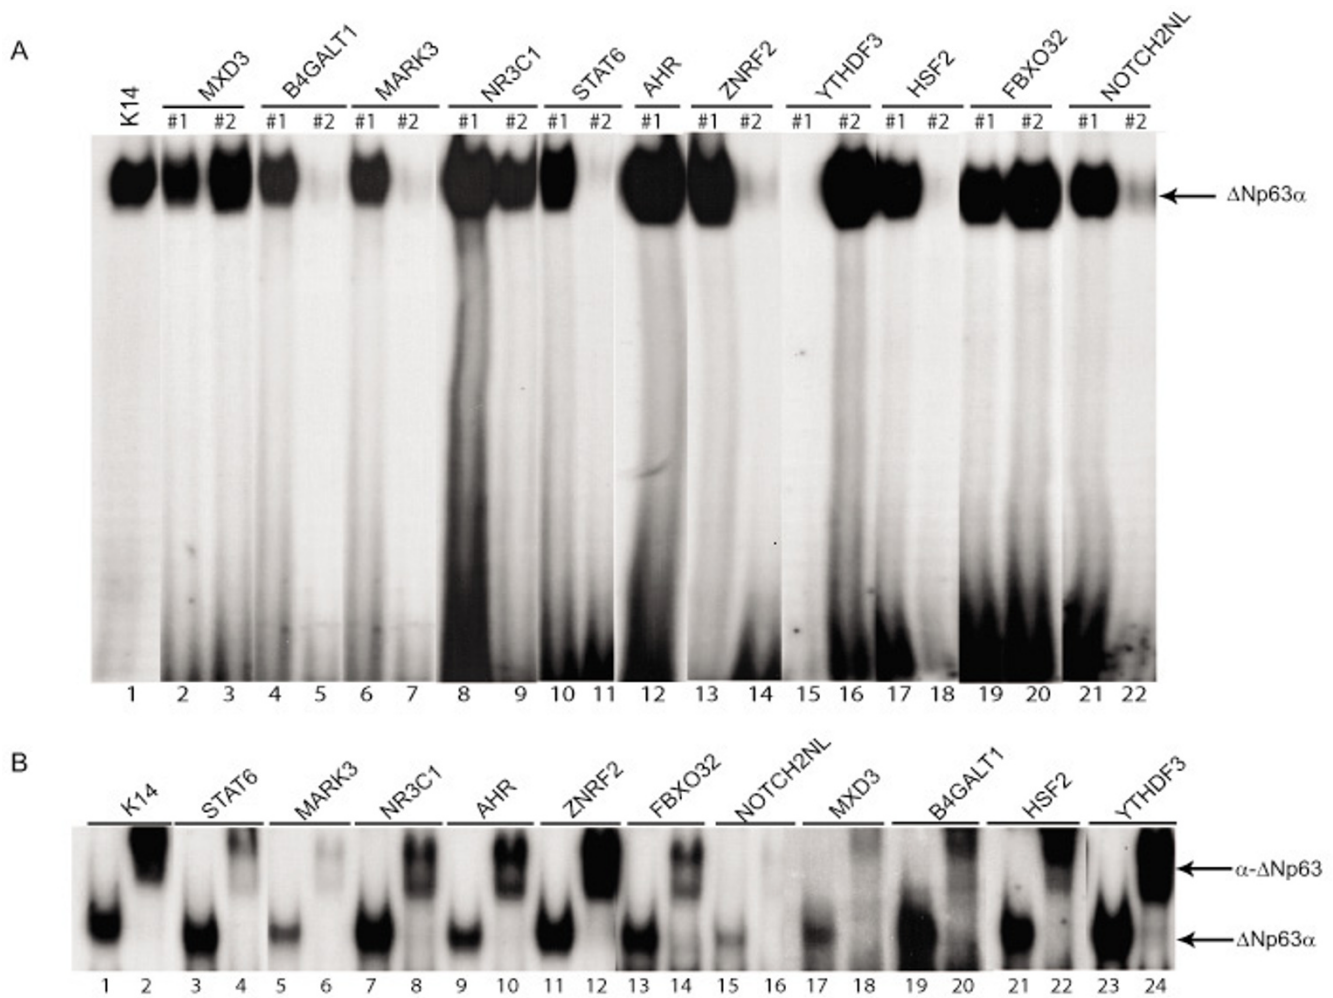 A
K14 MXD3 B4GALT1 MARK3 NR3C1 STAT6 AHR ZNRF2 YTHDF3 HSF2 FBXO32 NOTCH2NL
#1 #2 #1 #2 #1 #2 #1 #2 #1 #2 #1 #1 #2 #1 #2 #1 #2 #1 #2 #1 #2
ΔNp63α
1 2 3 4 5 6 7 8 9 10 11 12 13 14 15 16 17 18 19 20 21 22
B
K14 STAT6 MARK3 NR3C1 AHR ZNRF2 FBXO32 NOTCH2NL MXD3 B4GALT1 HSF2 YTHDF3
α-ΔNp63
ΔNp63α
1 2 3 4 5 6 7 8 9 10 11 12 13 14 15 16 17 18 19 20 21 22 23 24